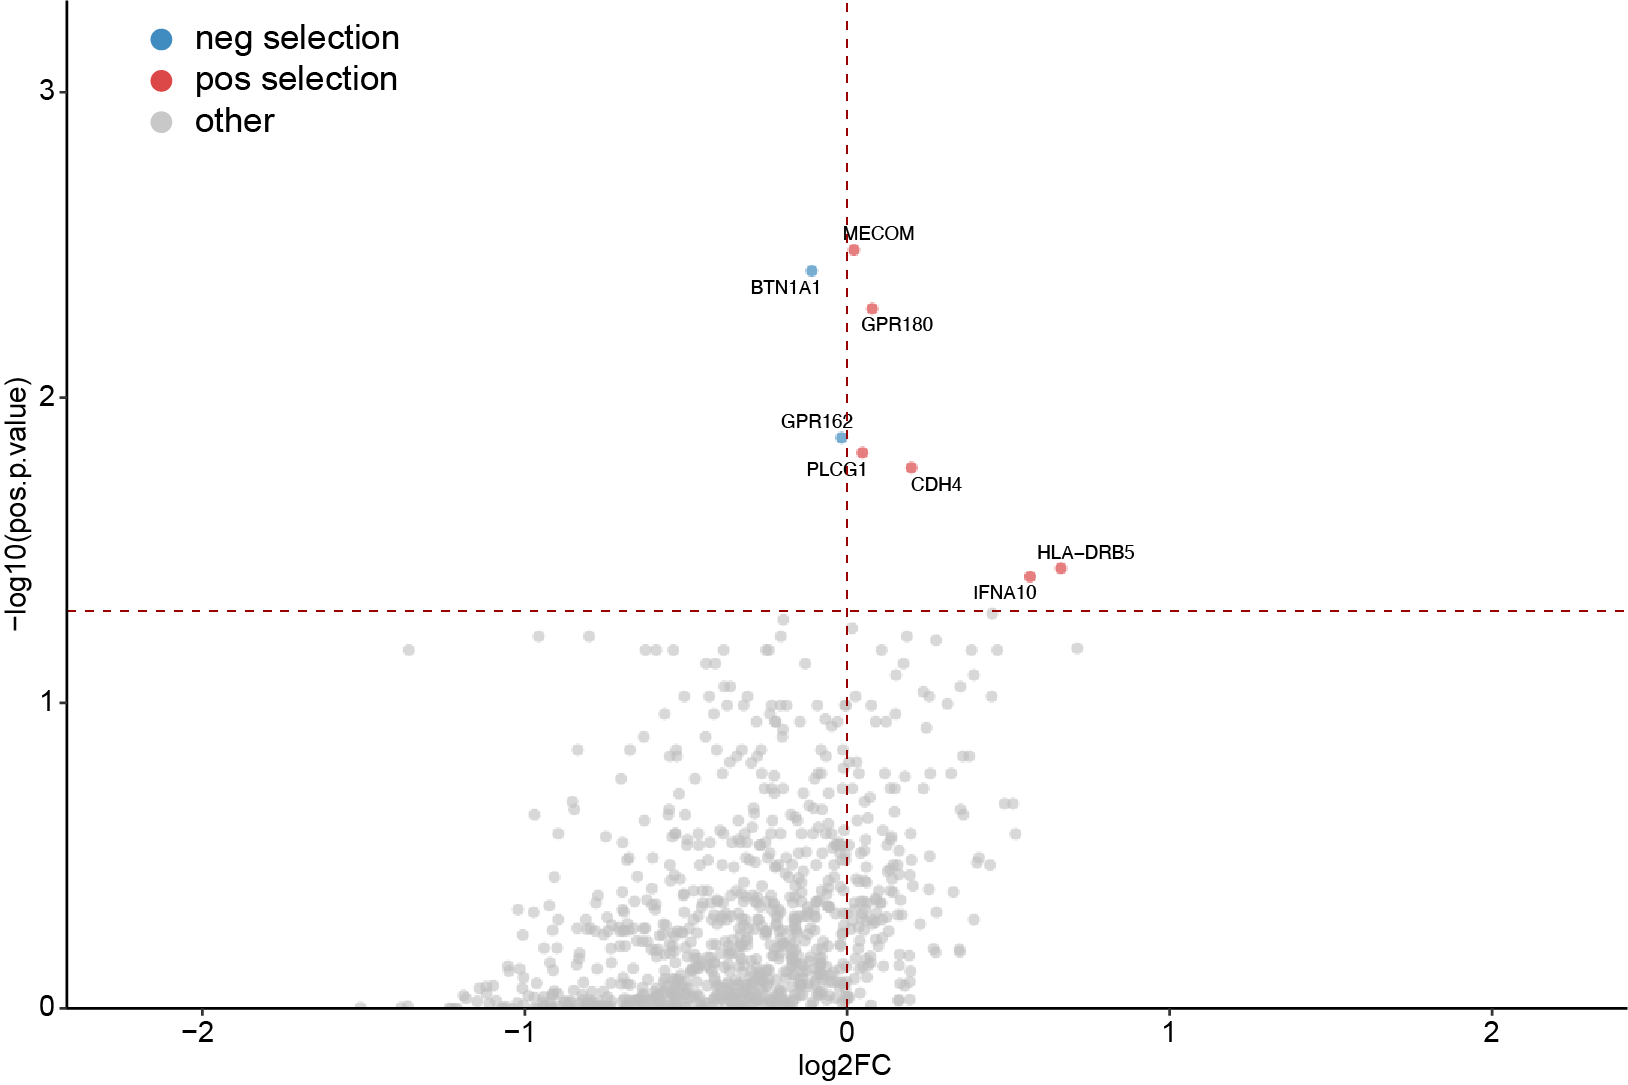 neg selection
pos selection
other
3
2
1
0
−log10(pos.p.value)
MECOM
BTN1A1
GPR180
GPR162
PLCG1
CDH4
HLA−DRB5
IFNA10
−2
−1
0
1
2
log2FC